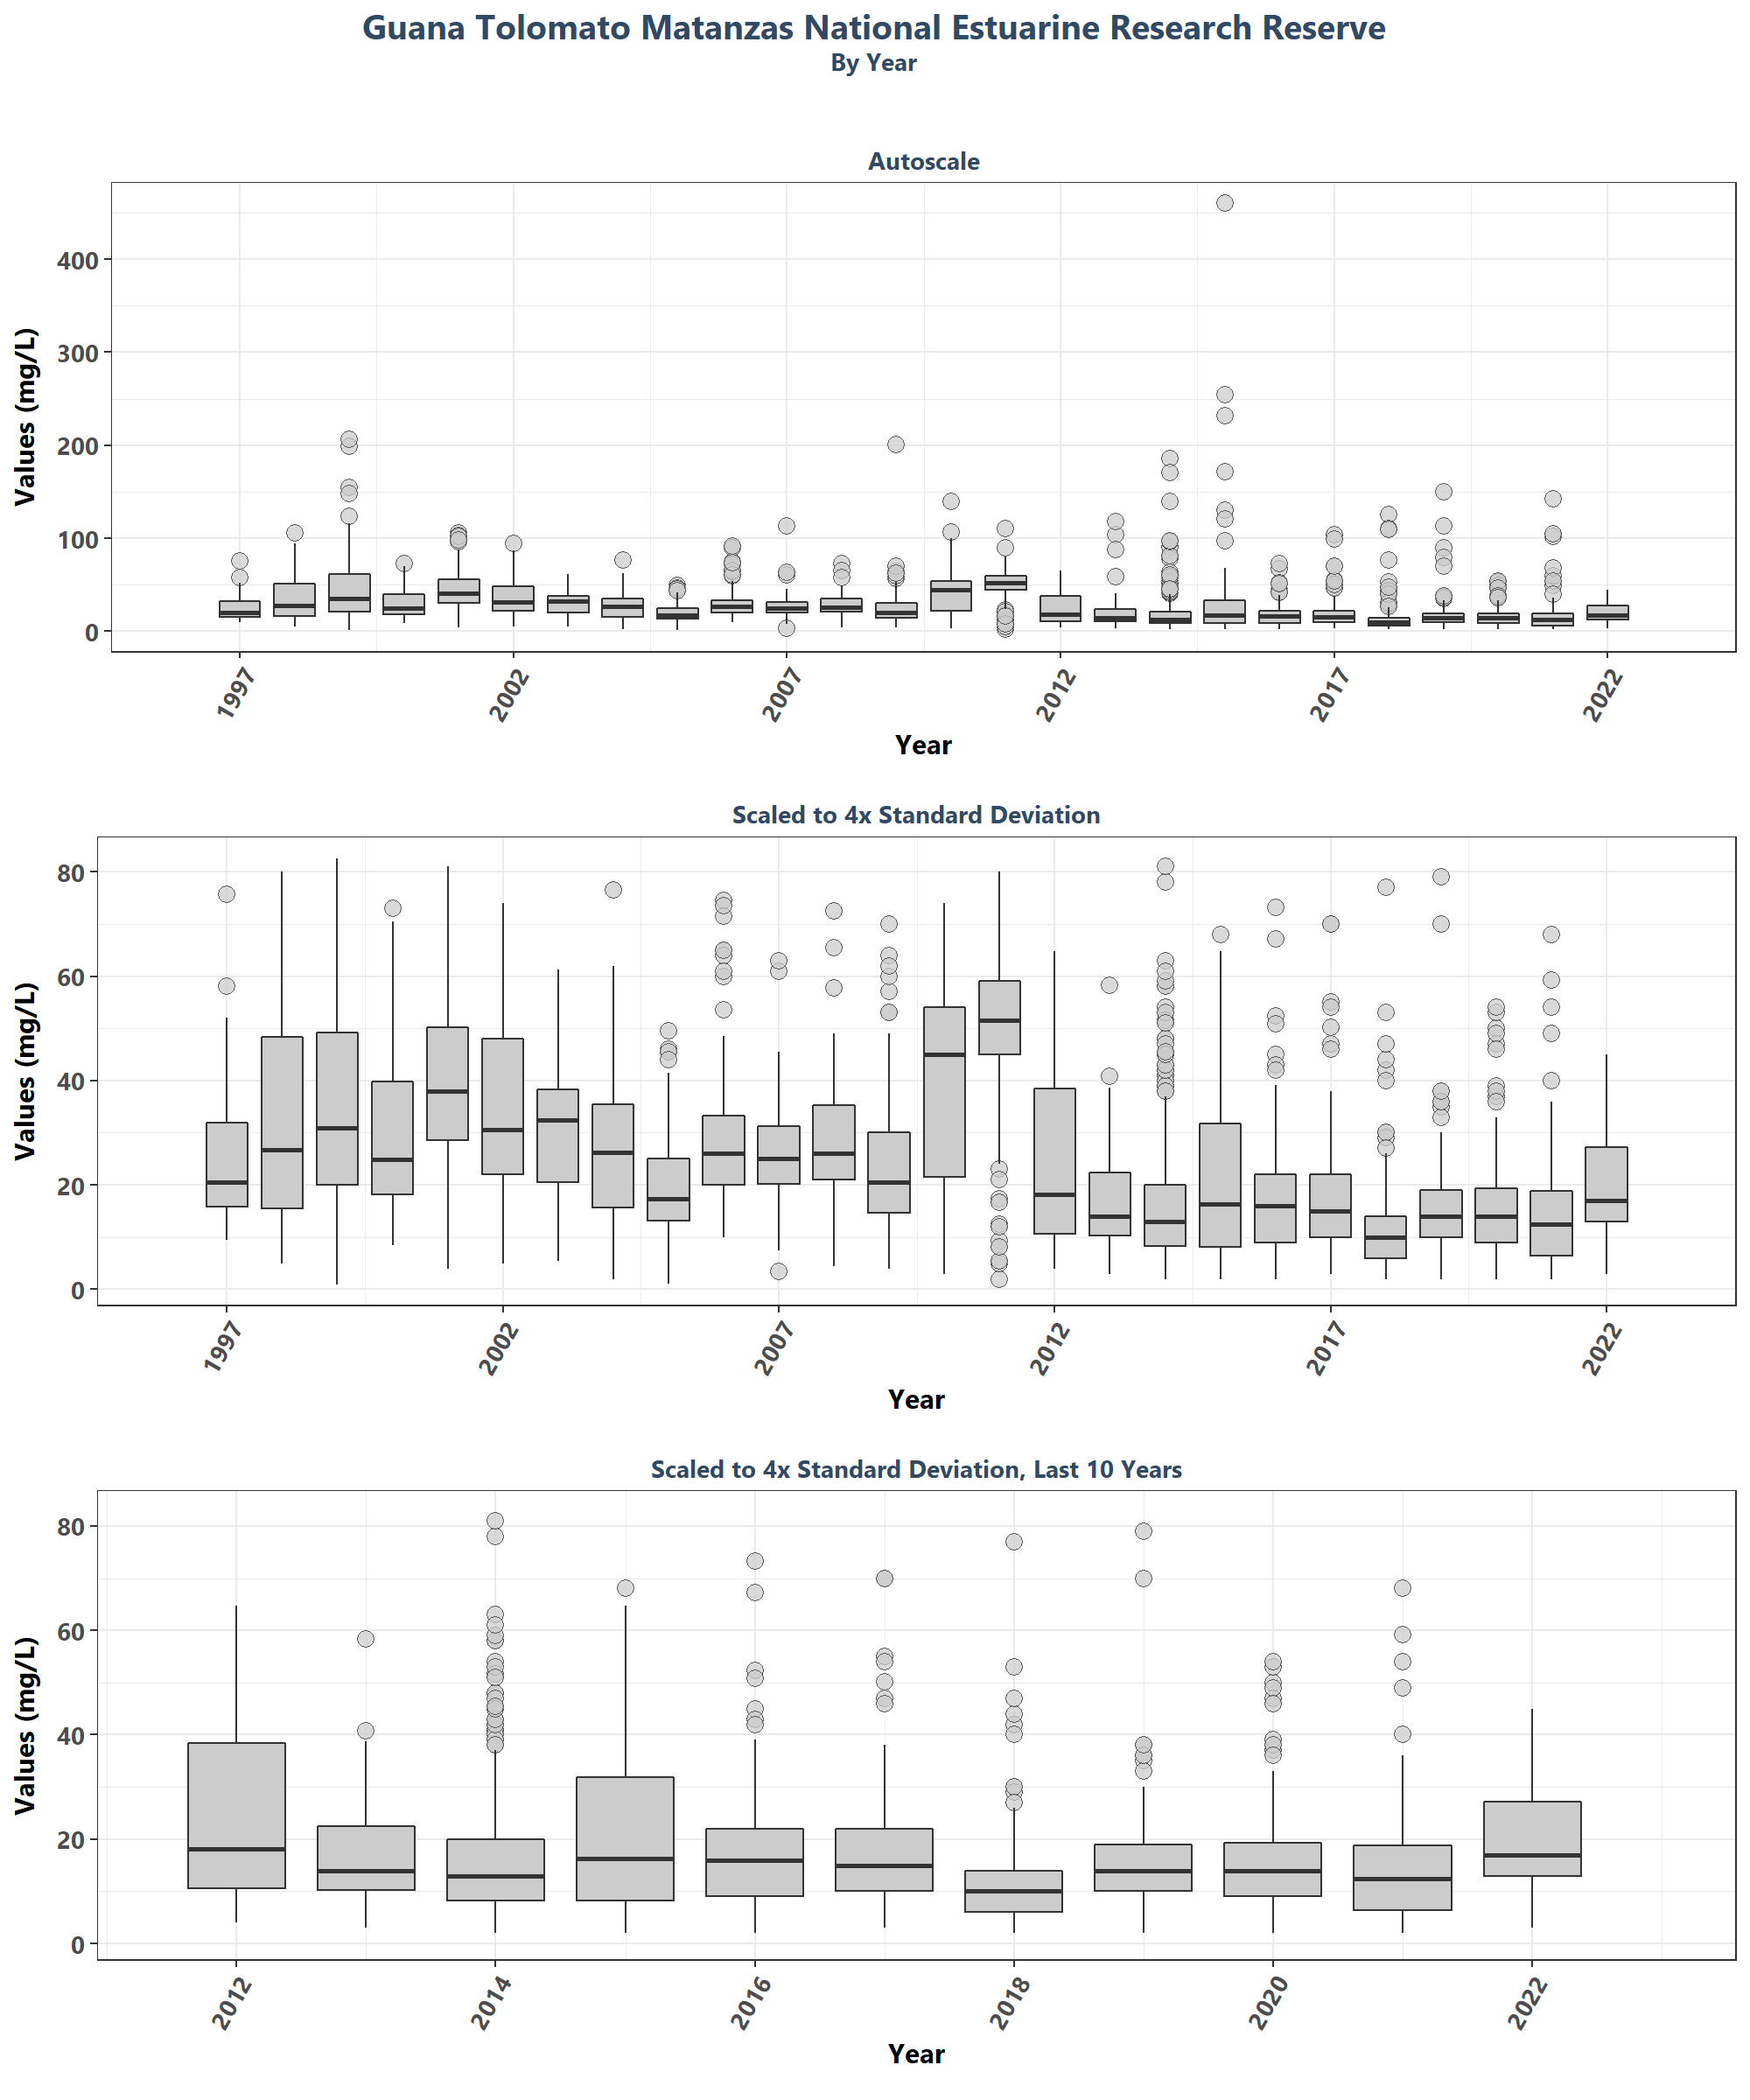 Guana Tolomato Matanzas National Estuarine Research Reserve
By Year
Autoscale
Values (mg/L)
400
300
200
100
0
1997 2002 2007 2012 2017 2022
Year
Scaled to 4x Standard Deviation
Values (mg/L)
80
60
40
20
0
1997 2002 2007 2012 2017 2022
Year
Scaled to 4x Standard Deviation, Last 10 Years
Values (mg/L)
80
60
40
20
0
2012 2014 2016 2018 2020 2022
Year